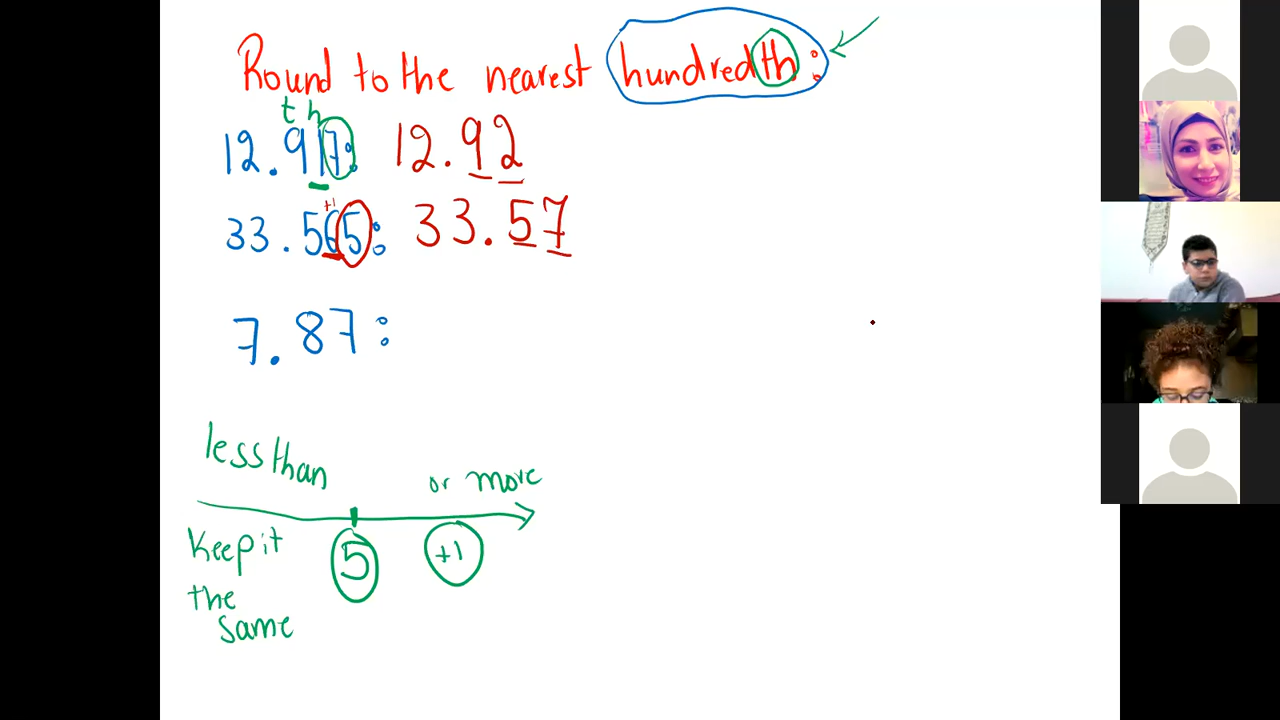 Round to the nearest hundredth:
t h
12.917: 12.92
+1
33.565: 33.57
7.87:
less than or more
Keep it 5 +1
the
same